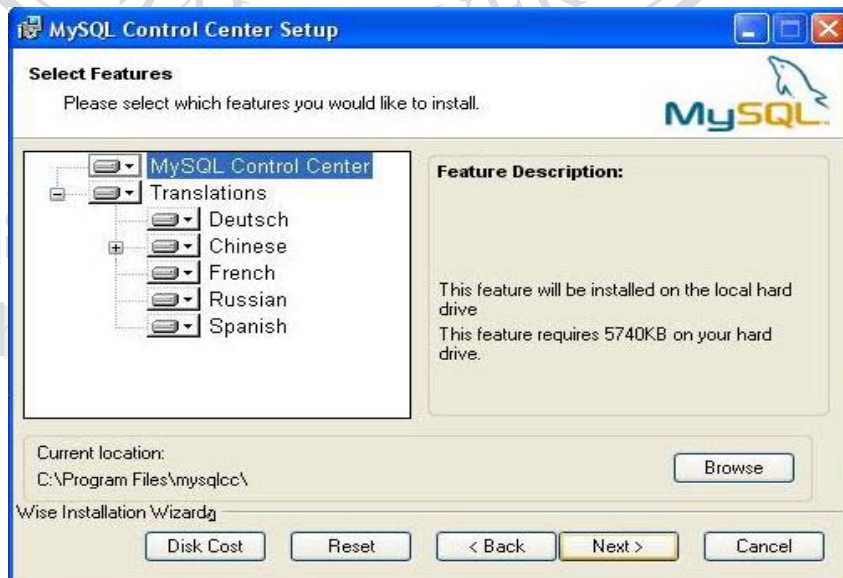 MySQL Control Center Setup
Select Features
Please select which features you would like to install.
MySQL
MySQL Control Center
Translations
Deutsch
Chinese
French
Russian
Spanish
Feature Description:
This feature will be installed on the local hard
drive
This feature requires 5740KB on your hard
drive.
Current location:
C:\Program Files\mysqlcc\
Browse
Wise Installation Wizard
Disk Cost
Reset
< Back
Next >
Cancel